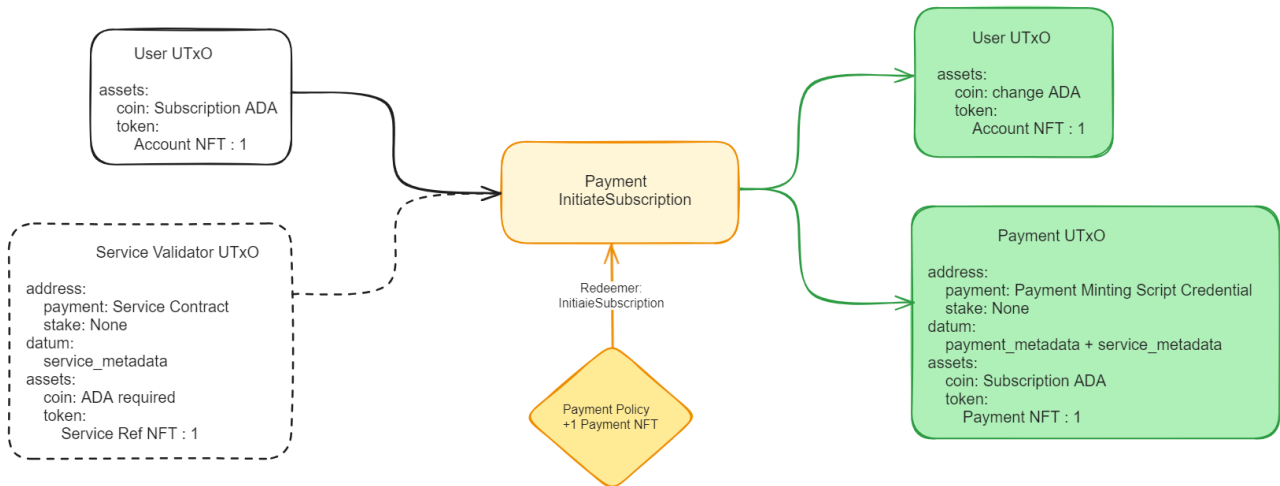 User UTxO
assets:
coin: Subscription ADA
token:
Account NFT : 1
Service Validator UTxO
address:
payment: Service Contract
stake: None
datum:
service_metadata
assets:
coin: ADA required
token:
Service Ref NFT : 1
Payment
InitiateSubscription
Redeemer:
InitiaieSubscription
Payment Policy
+1 Payment NFT
User UTxO
assets:
coin: change ADA
token:
Account NFT : 1
Payment UTxO
address:
payment: Payment Minting Script Credential
stake: None
datum:
payment_metadata + service_metadata
assets:
coin: Subscription ADA
token:
Payment NFT : 1